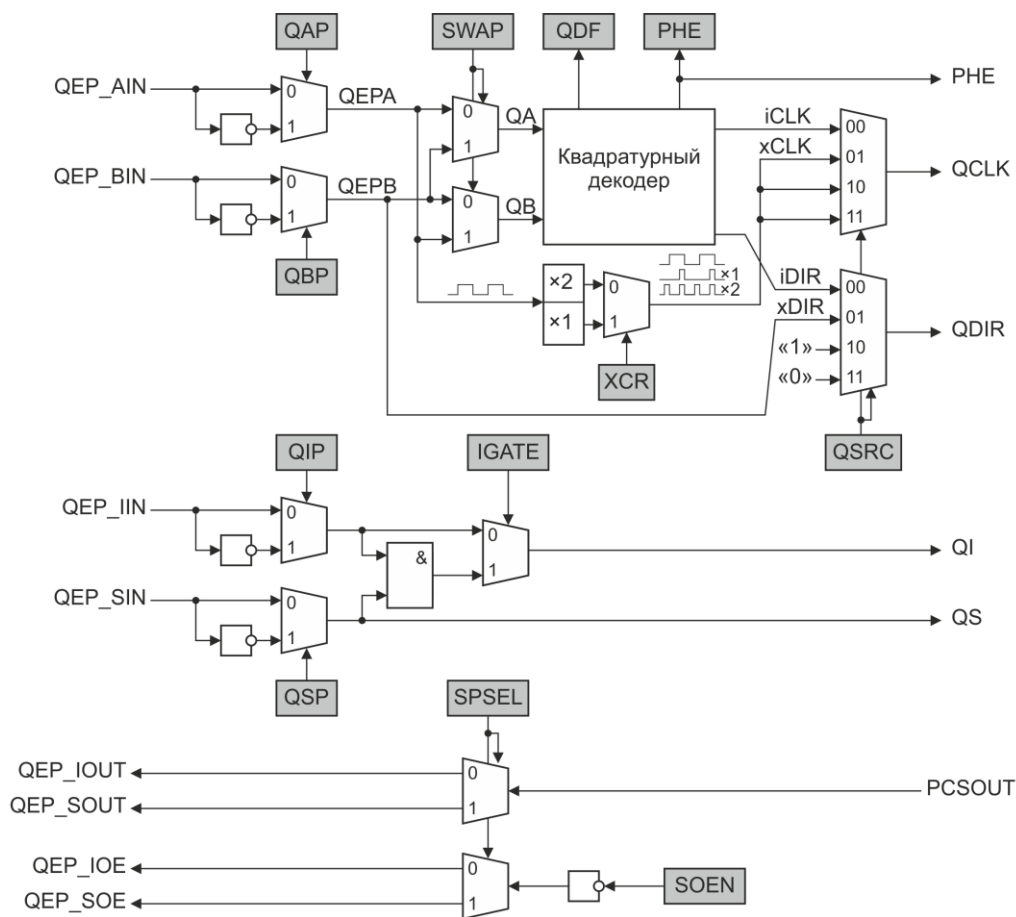 QAP
SWAP
QDF
PHE
QEP_AIN
0
1
QEPA
0
1
QA
PHE
iCLK
xCLK
00
01
10
11
QCLK
QEP_BIN
0
1
QEPB
0
1
QB
Квадратурный
декодер
QBP
×2
×1
0
1
×1
×2
XCR
iDIR
xDIR
«1»
«0»
00
01
10
11
QDIR
QSRC
QIP
IGATE
QEP_IIN
0
1
&
0
1
QI
QEP_SIN
0
1
QS
QSP
SPSEL
QEP_IOUT
QEP_SOUT
0
1
PCSOUT
QEP_IOE
QEP_SOE
0
1
SOEN